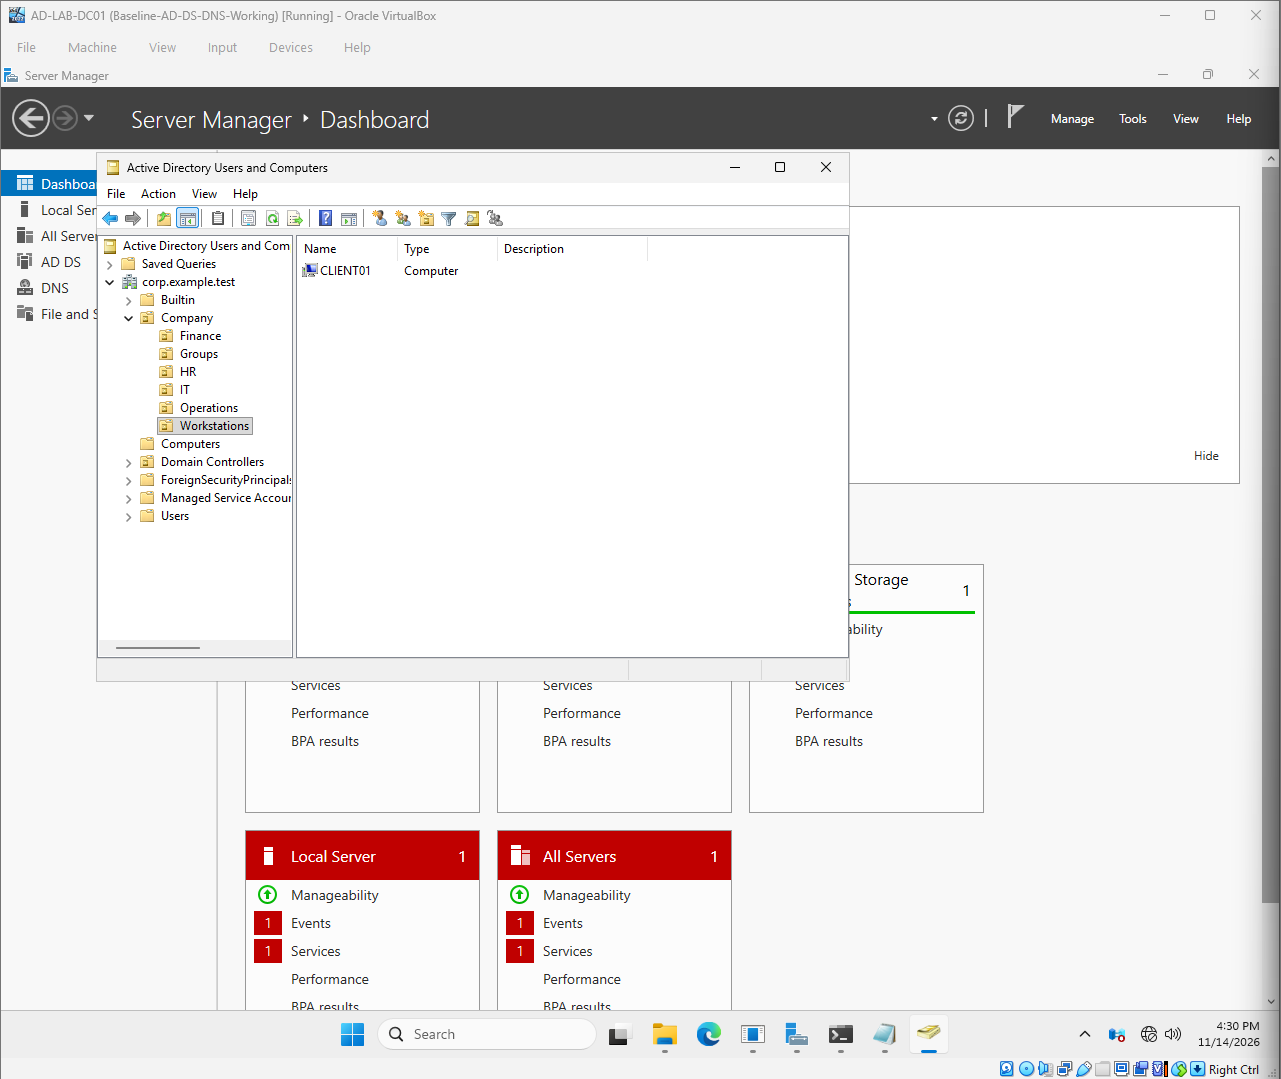 AD-LAB-DC01 (Baseline-AD-DS-DNS-Working) [Running] - Oracle VirtualBox
File Machine View Input Devices Help
Server Manager
Server Manager ‣ Dashboard
Manage Tools View Help
Dashboa
Local Ser
All Server
AD DS
DNS
File and S
Active Directory Users and Computers
File Action View Help
Active Directory Users and Com
Saved Queries
corp.example.test
Builtin
Company
Finance
Groups
HR
IT
Operations
Workstations
Computers
Domain Controllers
ForeignSecurityPrincipals
Managed Service Accour
Users
Name Type Description
CLIENT01 Computer
Hide
Storage 1
s
ability
Services
Performance
BPA results
Services
Performance
BPA results
Services
Performance
BPA results
Local Server 1
Manageability
1 Events
1 Services
Performance
BPA results
All Servers 1
Manageability
1 Events
1 Services
Performance
BPA results
Search
4:30 PM
11/14/2026
Right Ctrl